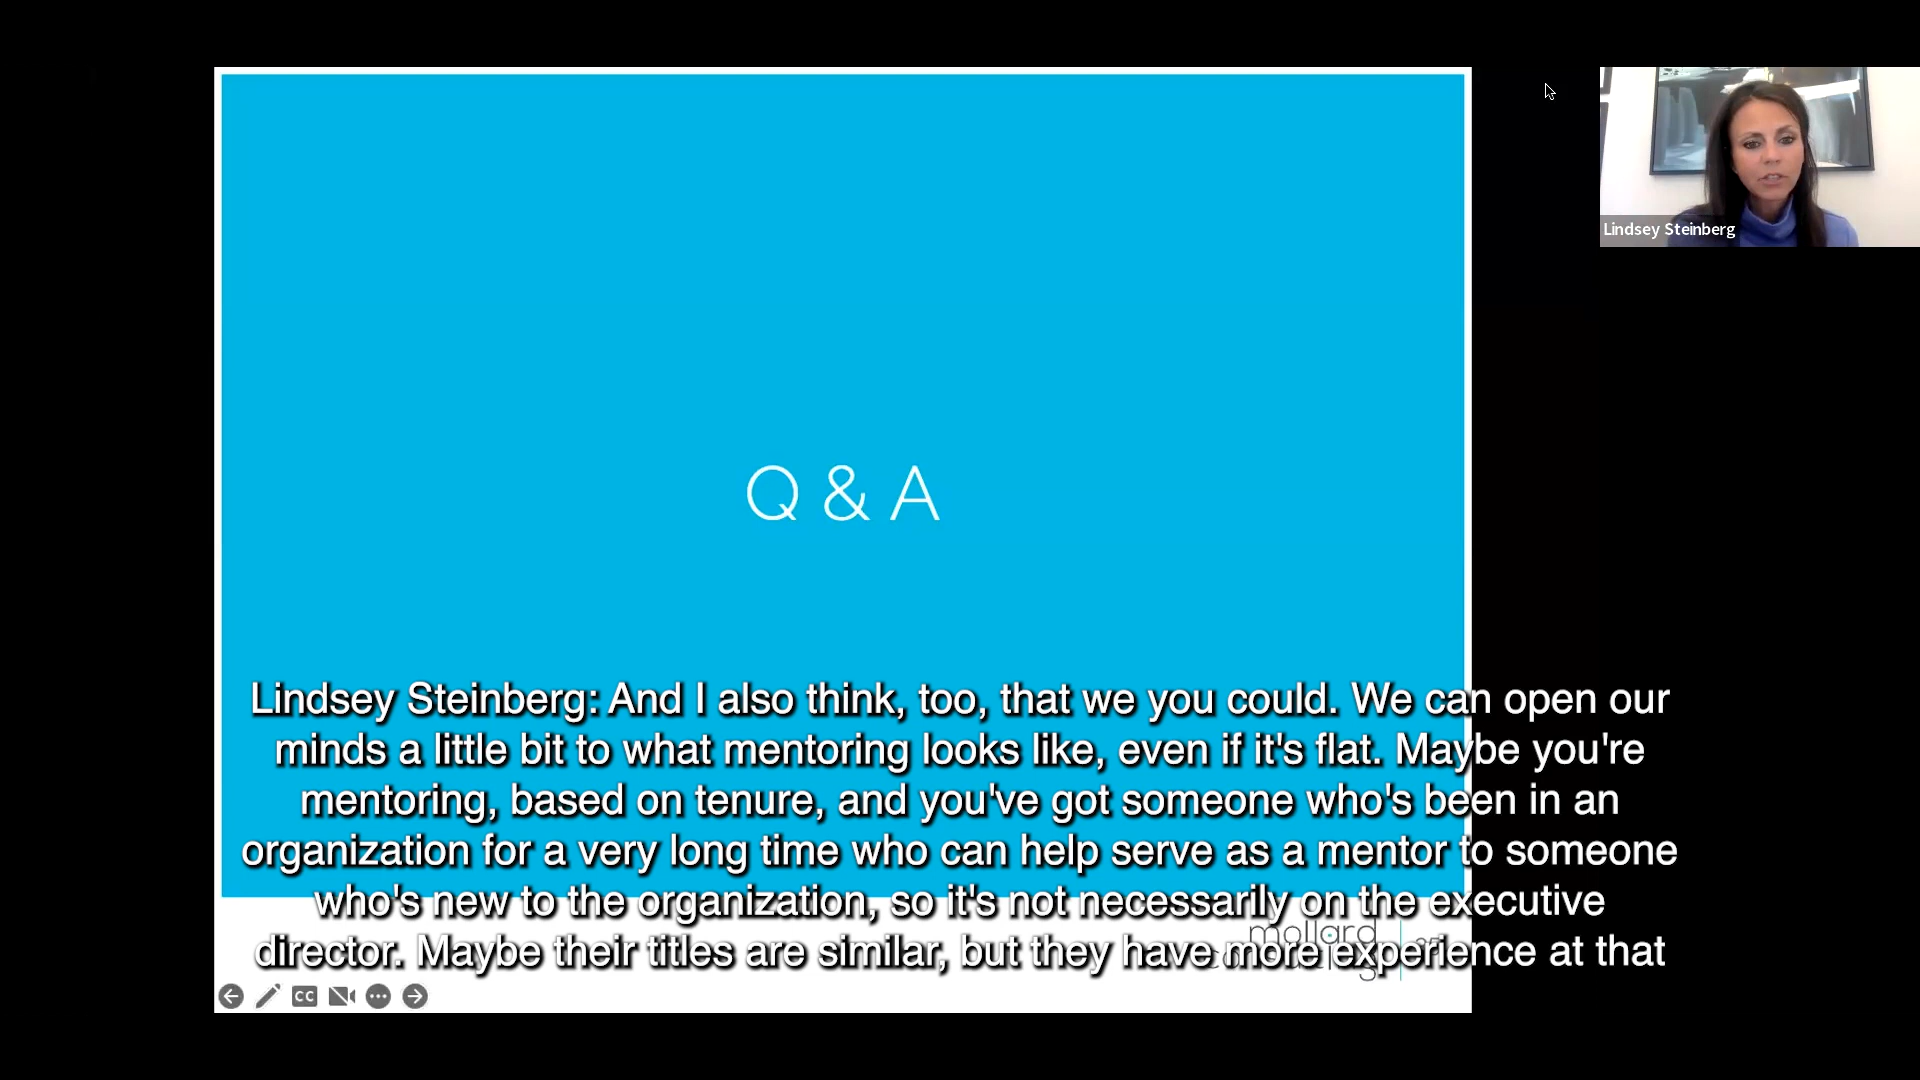 Lindsey Steinberg
Q & A
Lindsey Steinberg: And I also think, too, that we you could. We can open our
minds a little bit to what mentoring looks like, even if it's flat. Maybe you're
mentoring, based on tenure, and you've got someone who's been in an
organization for a very long time who can help serve as a mentor to someone
who's new to the organization, so it's not necessarily on the executive
director. Maybe their titles are similar, but they have more experience at that
mollard
CC